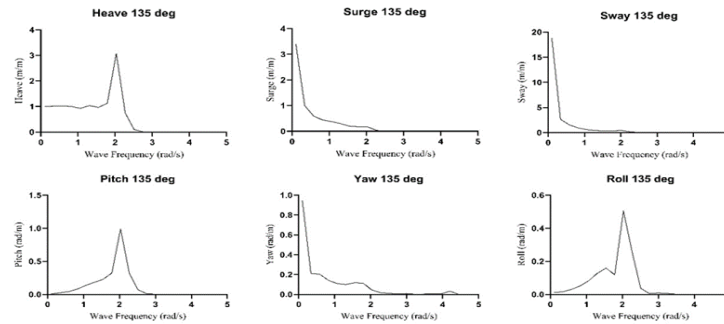 Heave 135 deg
Heave (m/m)
4
3
2
1
0
0 1 2 3 4 5
Wave Frequency (rad/s)
Surge 135 deg
Surge (m/m)
4
3
2
1
0
0 1 2 3 4 5
Wave Frequency (rad/s)
Sway 135 deg
Sway (m/m)
20
15
10
5
0
0 1 2 3 4
Wave Frequency (rad/s)
Pitch 135 deg
Pitch (rad/m)
1.5
1.0
0.5
0.0
0 1 2 3 4 5
Wave Frequency (rad/s)
Yaw 135 deg
Yaw (rad/m)
1.0
0.8
0.6
0.4
0.2
0.0
0 1 2 3 4 5
Wave Frequency (rad/s)
Roll 135 deg
Roll (rad/m)
0.6
0.4
0.2
0.0
0 1 2 3 4
Wave Frequency (rad/s)